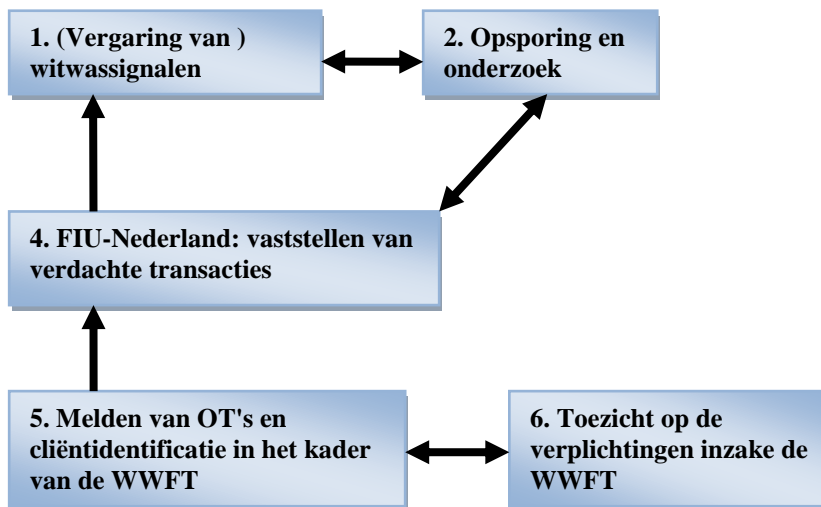 1. (Vergaring van )
witwassignalen
2. Opsporing en
onderzoek
4. FIU-Nederland: vaststellen van
verdachte transacties
5. Melden van OT's en
cliëntidentificatie in het kader
van de WWFT
6. Toezicht op de
verplichtingen inzake de
WWFT